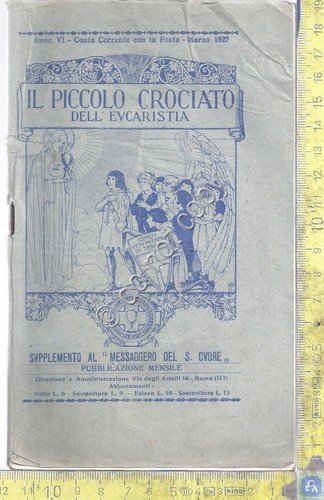 Anno VI - Conto Corrente con la Posta - Marzo 1927
IL PICCOLO CROCIATO
DELL' EVCARISTIA
SVPPLEMENTO AL "MESSAGGERO DEL S. CVORE„
PUBBLICAZIONE MENSILE
Direzione e Amministrazione Via degli Astalli 16 - Roma (117)
Abbonamenti:
Italia L. 6 - Sostenitore L. 9 — Estero L. 10 - Sostenitore L. 13